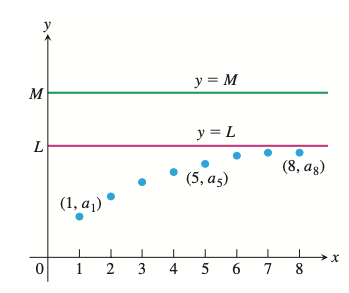 y
y = M
M
y = L
L
(8, a₈)
(5, a₅)
(1, a₁)
x
0 1 2 3 4 5 6 7 8